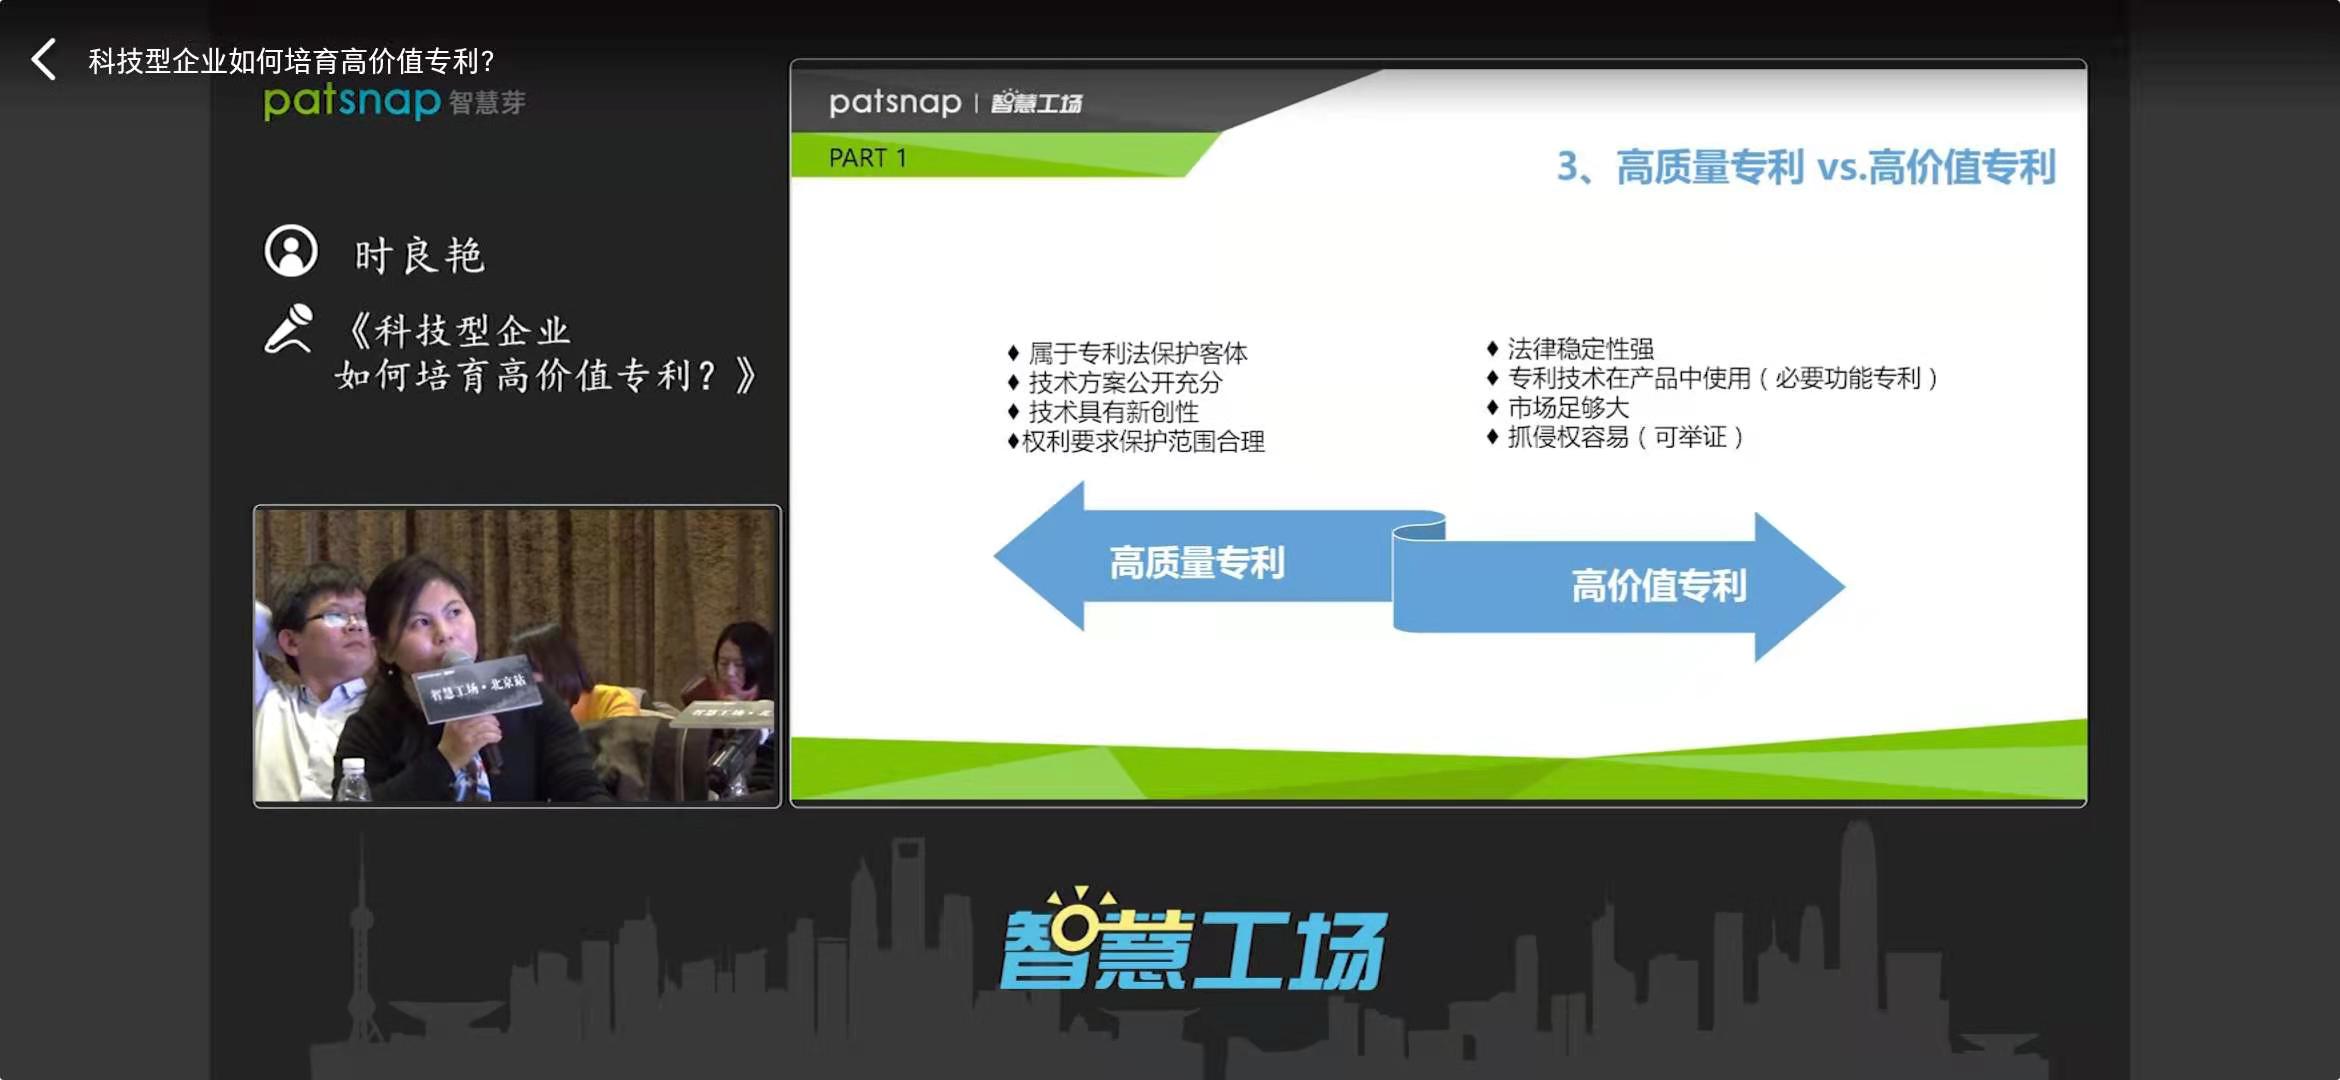 科技型企业如何培育高价值专利?
patsnap 智慧芽
时良艳
《科技型企业
如何培育高价值专利？》
智慧工场·北京站
智慧工场·北
patsnap | 智慧工场
PART 1
3、高质量专利 vs.高价值专利
♦ 属于专利法保护客体
♦ 技术方案公开充分
♦ 技术具有新创性
♦权利要求保护范围合理
♦ 法律稳定性强
♦ 专利技术在产品中使用（必要功能专利）
♦ 市场足够大
♦ 抓侵权容易（可举证）
高质量专利
高价值专利
智慧工场